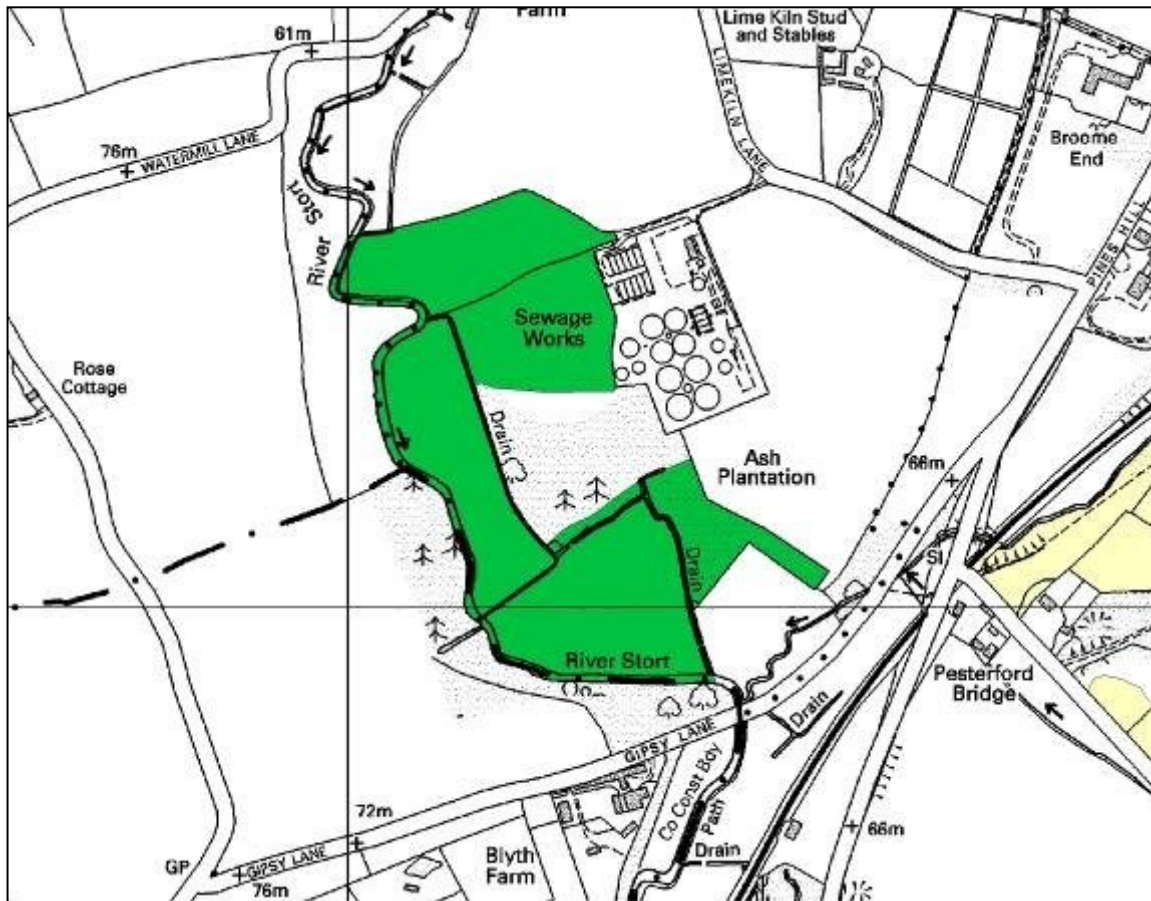 Farm
Lime Kiln Stud
and Stables
61m
LIMEKILN LANE
76m
WATERMILL LANE
Broome
End
River Stort
PINES HILL
Sewage
Works
Rose
Cottage
Drain
Ash
Plantation
66m
Drain
Sl
River Stort
Pesterford
Bridge
Drain
GIPSY LANE
Co Const Bdy
Path
72m
66m
GP
GIPSY LANE
76m
Blyth
Farm
Drain